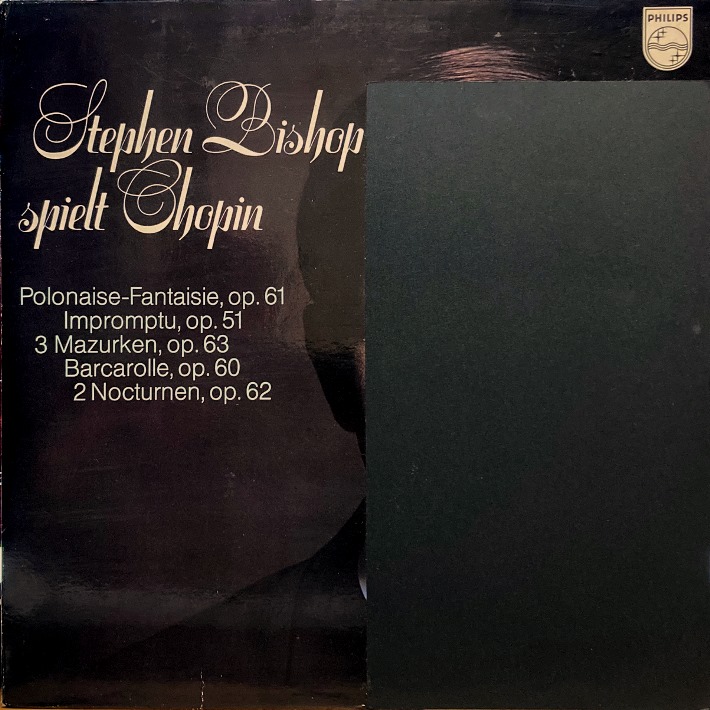 PHILIPS
Stephen Bishop
spielt Chopin
Polonaise-Fantaisie, op. 61
Impromptu, op. 51
3 Mazurken, op. 63
Barcarolle, op. 60
2 Nocturnen, op. 62